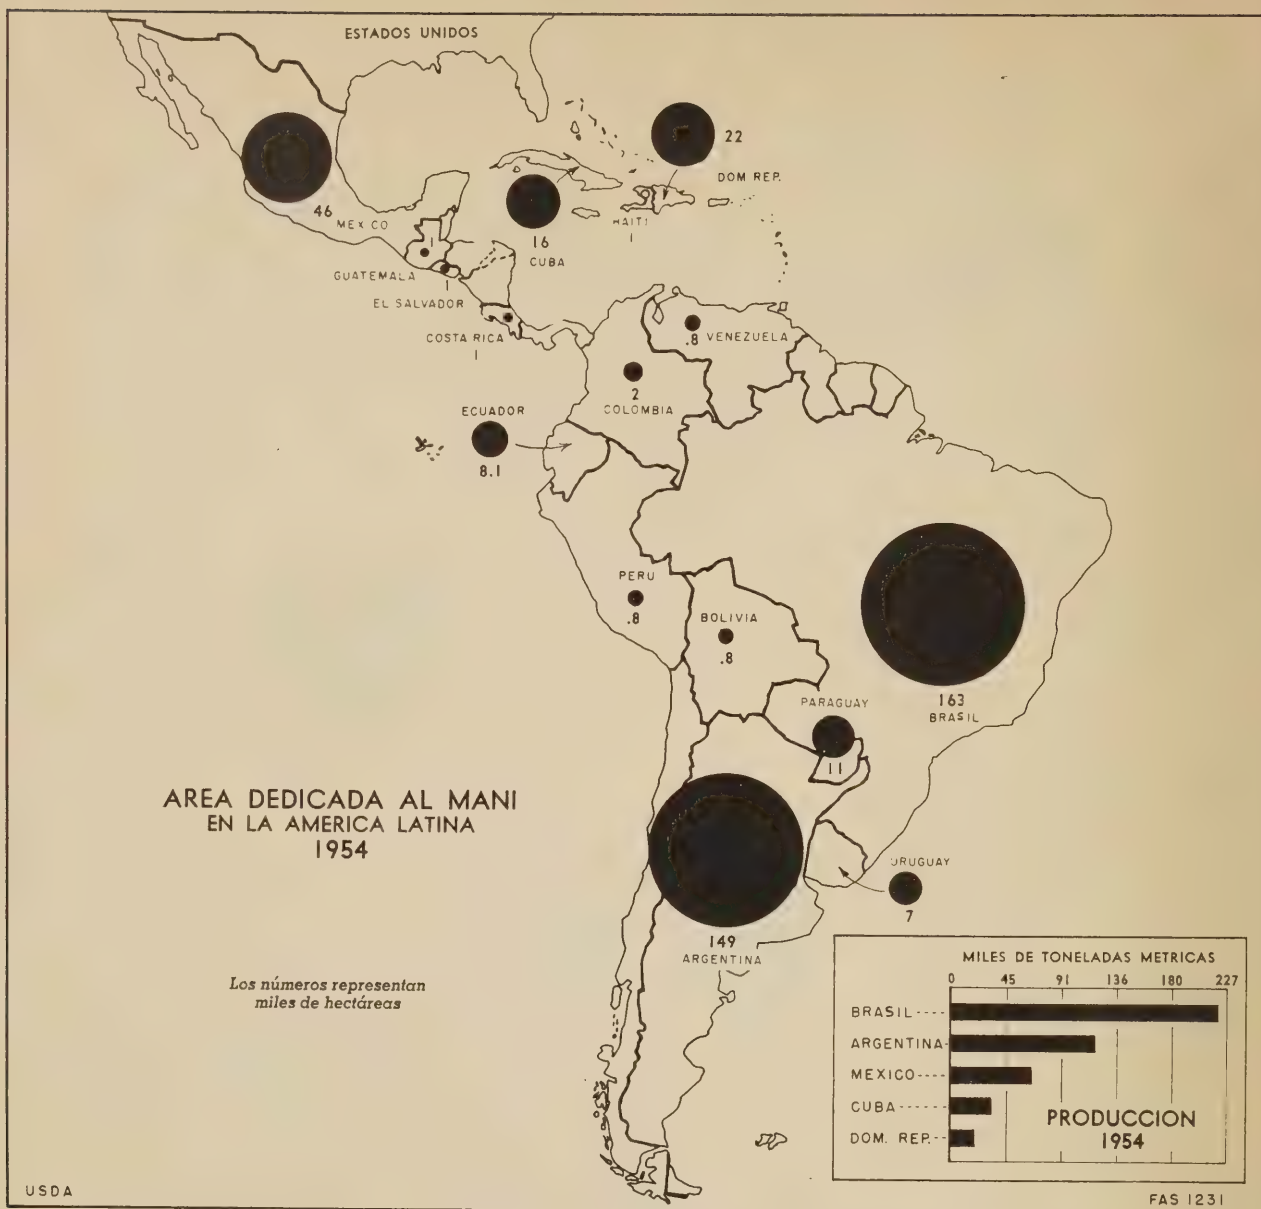 ESTADOS UNIDOS
22
DOM REP.
46
MEXICO
16
CUBA
HAITI
1
1
GUATEMALA
1
EL SALVADOR
COSTA RICA
1
.8 VENEZUELA
2
COLOMBIA
ECUADOR
8.1
PERU
.8
BOLIVIA
.8
163
BRASIL
PARAGUAY
11
AREA DEDICADA AL MANI
EN LA AMERICA LATINA
1954
URUGUAY
7
149
ARGENTINA
Los números representan
miles de hectáreas
MILES DE TONELADAS METRICAS
0 45 91 136 180 227
BRASIL
ARGENTINA
MEXICO
CUBA
DOM. REP.
PRODUCCION
1954
USDA
FAS 1231